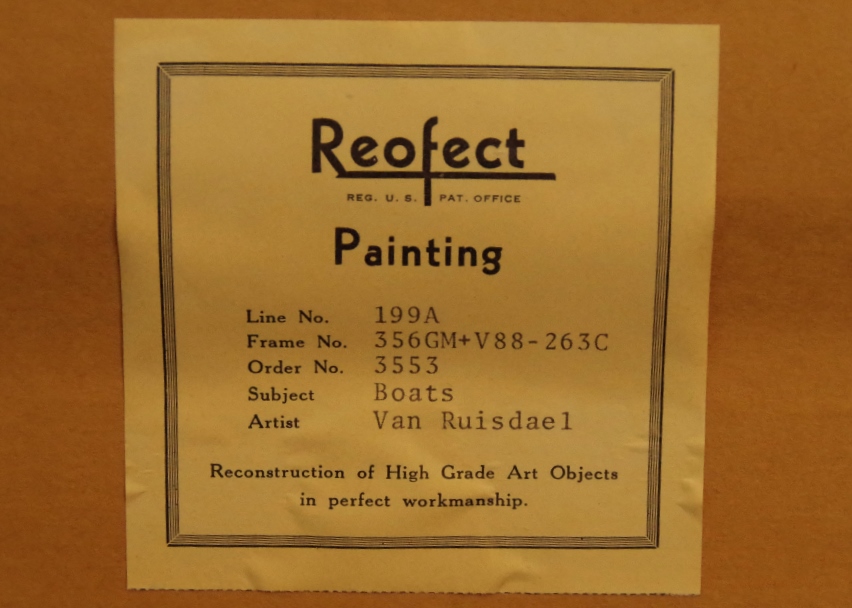 Reofect
REG. U. S. PAT. OFFICE
Painting
Line No. 199A
Frame No. 356GM+V88-263C
Order No. 3553
Subject Boats
Artist Van Ruisdael
Reconstruction of High Grade Art Objects
in perfect workmanship.